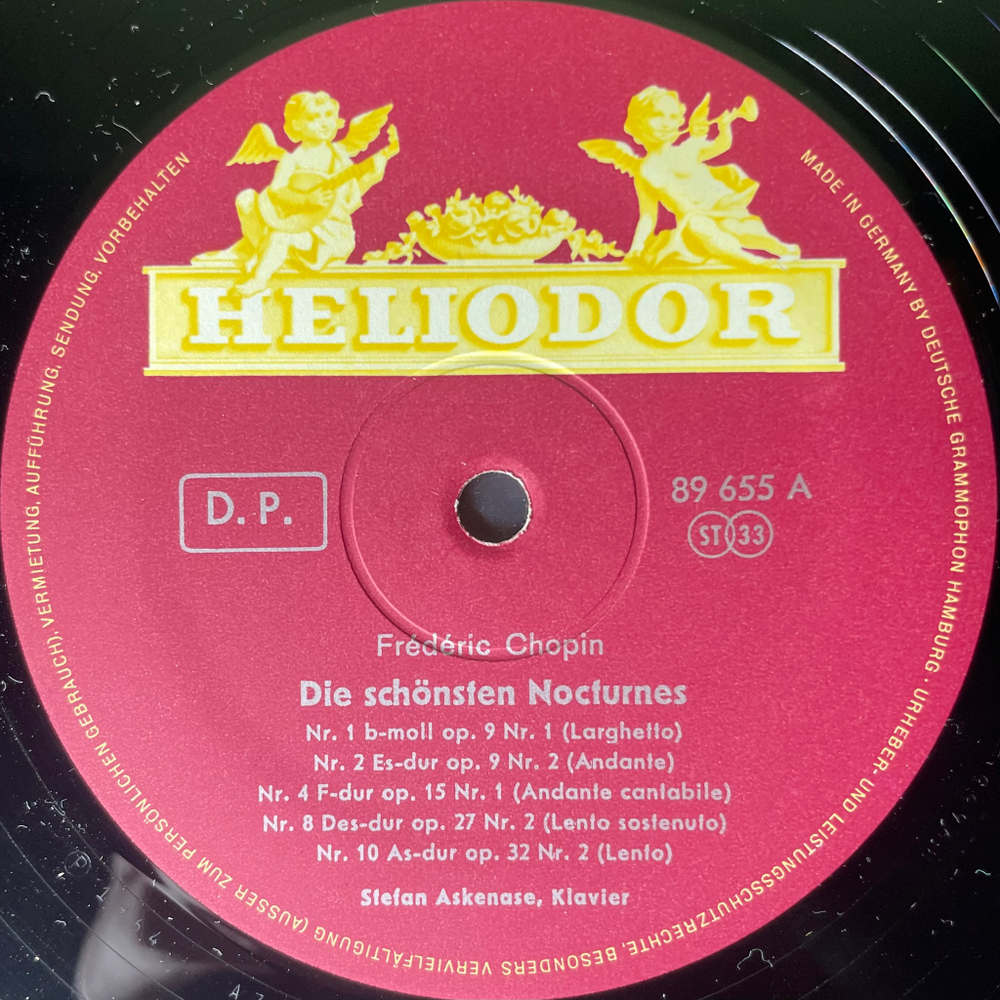 HELIODOR
D. P.
89 655 A
ST 33
Frédéric Chopin
Die schönsten Nocturnes
Nr. 1 b-moll op. 9 Nr. 1 (Larghetto)
Nr. 2 Es-dur op. 9 Nr. 2 (Andante)
Nr. 4 F-dur op. 15 Nr. 1 (Andante cantabile)
Nr. 8 Des-dur op. 27 Nr. 2 (Lento sostenuto)
Nr. 10 As-dur op. 32 Nr. 2 (Lento)
Stefan Askenase, Klavier
MADE IN GERMANY BY DEUTSCHE GRAMMOPHON HAMBURG · URHEBER- UND LEISTUNGSSCHUTZRECHTE, BESONDERS VERVIELFÄLTIGUNG (AUSSER ZUM PERSÖNLICHEN GEBRAUCH), VERMIETUNG, AUFFÜHRUNG, SENDUNG, VORBEHALTEN